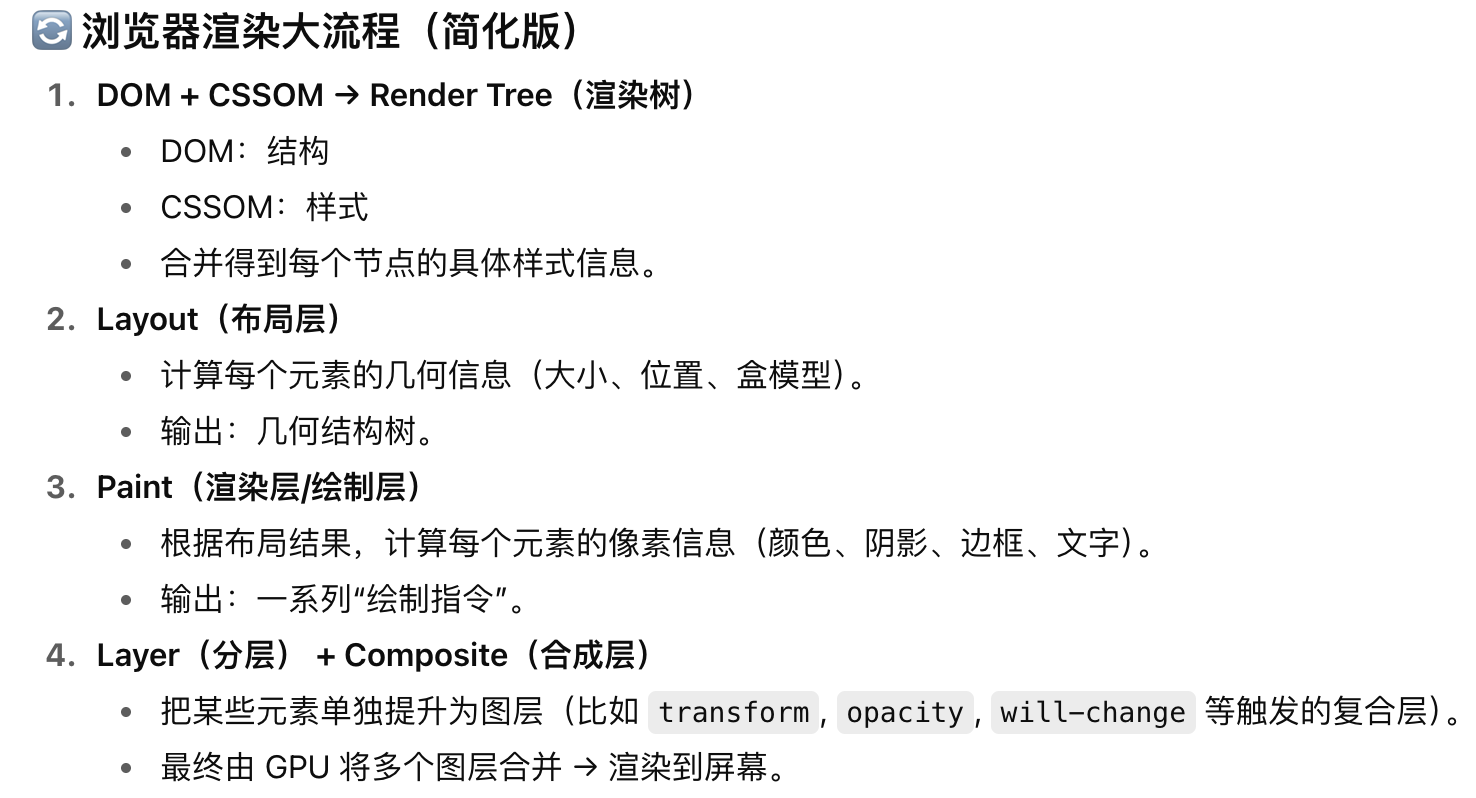 🔄 浏览器渲染大流程（简化版）
1. DOM + CSSOM → Render Tree（渲染树）
• DOM：结构
• CSSOM：样式
• 合并得到每个节点的具体样式信息。
2. Layout（布局层）
• 计算每个元素的几何信息（大小、位置、盒模型）。
• 输出：几何结构树。
3. Paint（渲染层/绘制层）
• 根据布局结果，计算每个元素的像素信息（颜色、阴影、边框、文字）。
• 输出：一系列“绘制指令”。
4. Layer（分层） + Composite（合成层）
• 把某些元素单独提升为图层（比如 transform, opacity, will-change 等触发的复合层）。
• 最终由 GPU 将多个图层合并 → 渲染到屏幕。